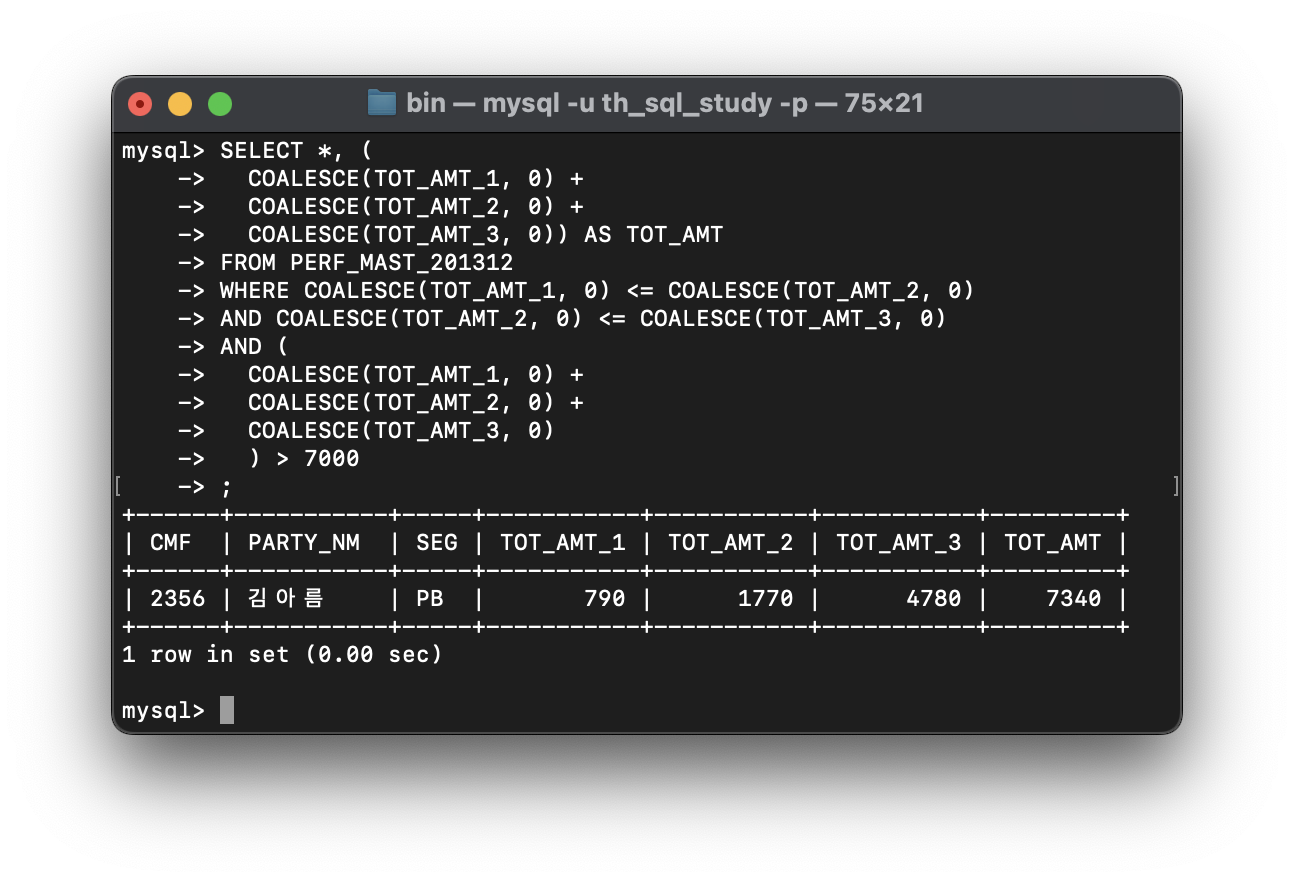 bin — mysql -u th_sql_study -p — 75×21
mysql> SELECT *, (
    ->   COALESCE(TOT_AMT_1, 0) +
    ->   COALESCE(TOT_AMT_2, 0) +
    ->   COALESCE(TOT_AMT_3, 0)) AS TOT_AMT
    -> FROM PERF_MAST_201312
    -> WHERE COALESCE(TOT_AMT_1, 0) <= COALESCE(TOT_AMT_2, 0)
    -> AND COALESCE(TOT_AMT_2, 0) <= COALESCE(TOT_AMT_3, 0)
    -> AND (
    ->   COALESCE(TOT_AMT_1, 0) +
    ->   COALESCE(TOT_AMT_2, 0) +
    ->   COALESCE(TOT_AMT_3, 0)
    ->   ) > 7000
[    -> ;                                                                  ]
+------+-----------+-----+-----------+-----------+-----------+---------+
| CMF  | PARTY_NM  | SEG | TOT_AMT_1 | TOT_AMT_2 | TOT_AMT_3 | TOT_AMT |
+------+-----------+-----+-----------+-----------+-----------+---------+
| 2356 | 김아름    | PB  |       790 |      1770 |      4780 |    7340 |
+------+-----------+-----+-----------+-----------+-----------+---------+
1 row in set (0.00 sec)
mysql>